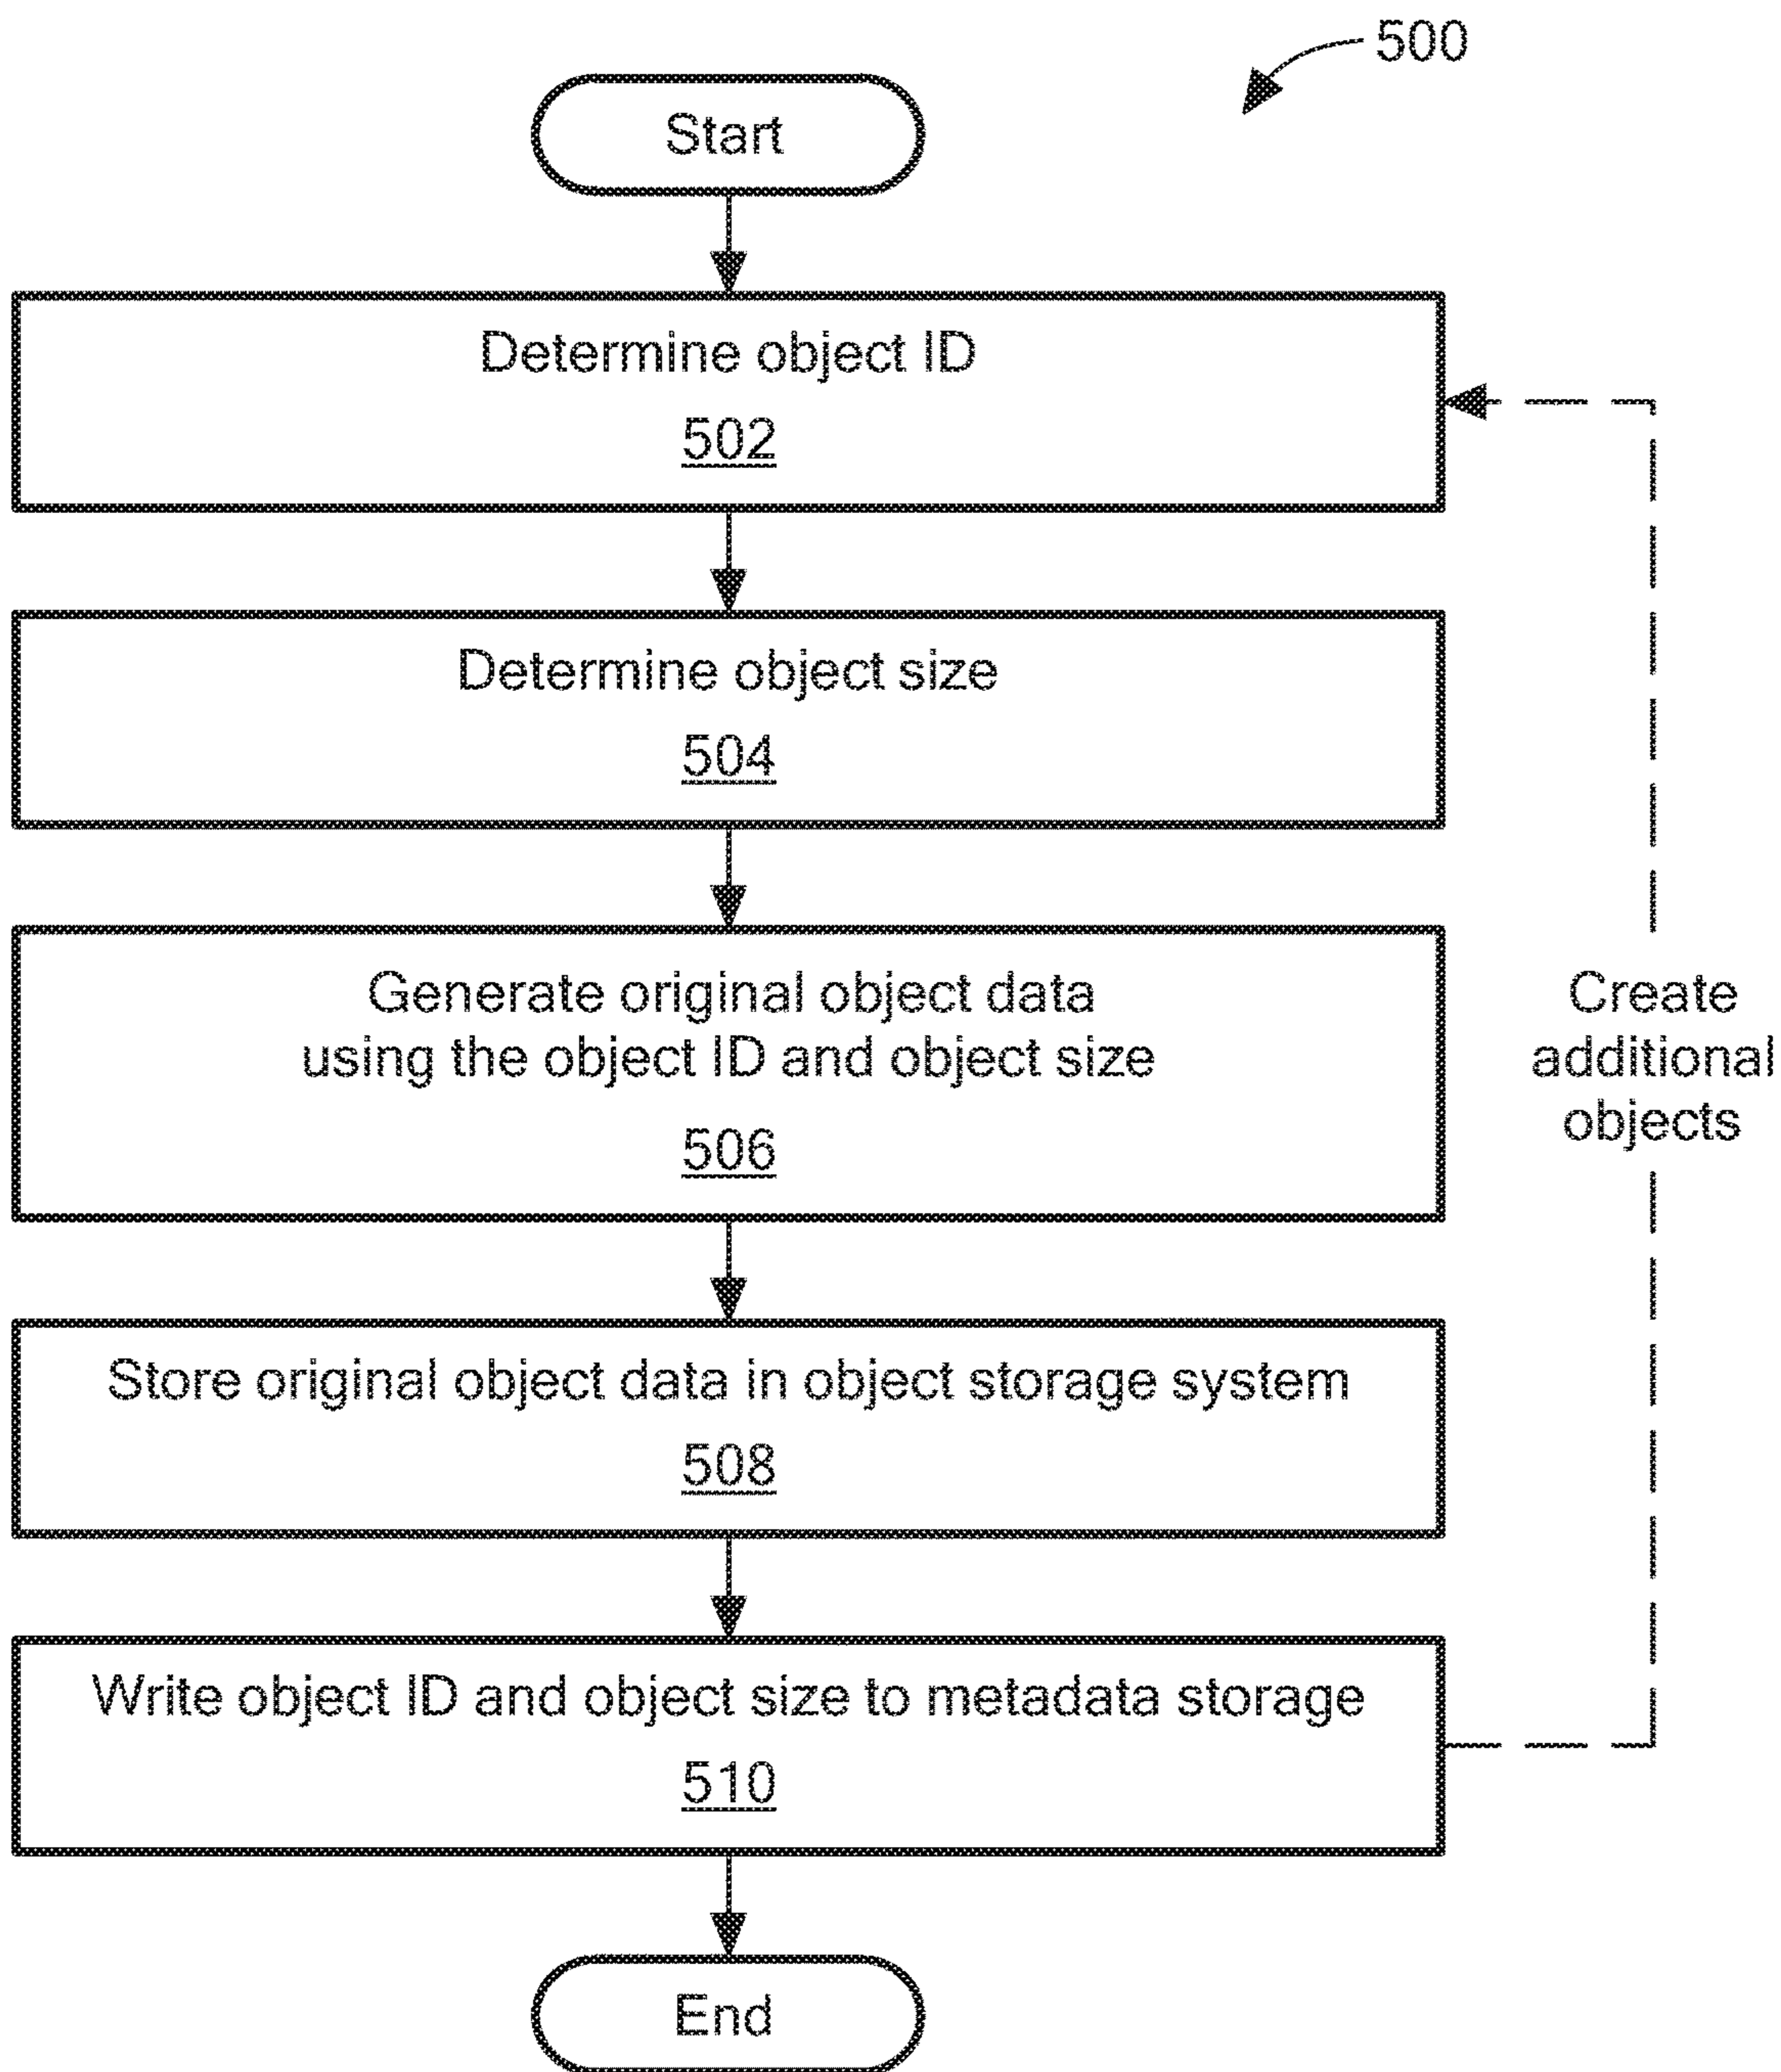 500
Start
Determine object ID
502
Determine object size
504
Generate original object data
using the object ID and object size
506
Create
additional
objects
Store original object data in object storage system
508
Write object ID and object size to metadata storage
510
End